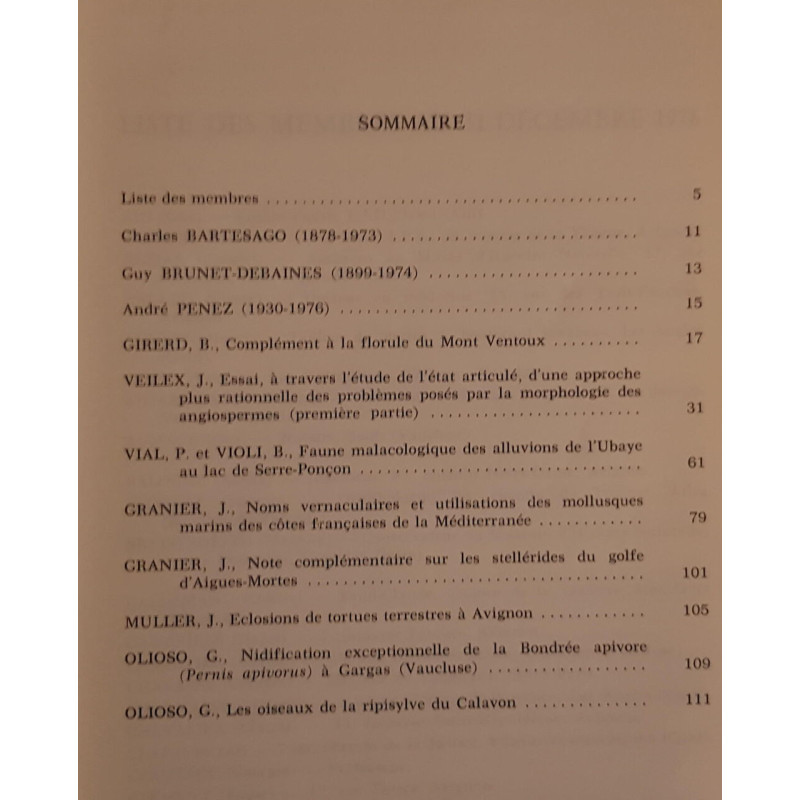 SOMMAIRE
Liste des membres ........................................ 5
Charles BARTESAGO (1878-1973) ........................... 11
Guy BRUNET-DEBAINES (1899-1974) ........................ 13
André PENEZ (1930-1976) ................................. 15
GIRERD, B., Complément à la florule du Mont Ventoux .......... 17
VEILEX, J., Essai, à travers l'étude de l'état articulé, d'une approche
plus rationnelle des problèmes posés par la morphologie des
angiospermes (première partie) ........................ 31
VIAL, P. et VIOLI, B., Faune malacologique des alluvions de l'Ubaye
au lac de Serre-Ponçon ................................ 61
GRANIER, J., Noms vernaculaires et utilisations des mollusques
marins des côtes françaises de la Méditerranée ............ 79
GRANIER, J., Note complémentaire sur les stellérides du golfe
d'Aigues-Mortes ...................................... 101
MULLER, J., Eclosions de tortues terrestres à Avignon ............ 105
OLIOSO, G., Nidification exceptionnelle de la Bondrée apivore
(Pernis apivorus) à Gargas (Vaucluse) .................. 109
OLIOSO, G., Les oiseaux de la ripisylve du Calavon .............. 111